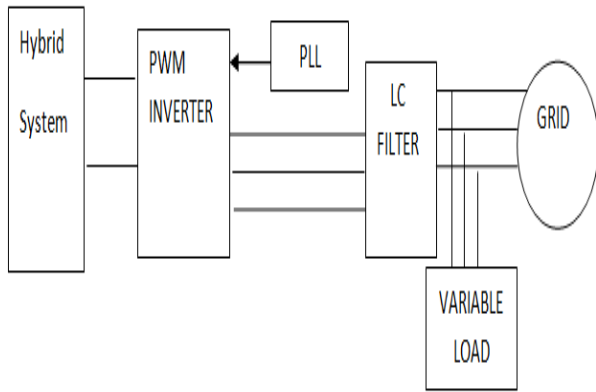 Hybrid
System
PWM
INVERTER
PLL
LC
FILTER
GRID
VARIABLE
LOAD